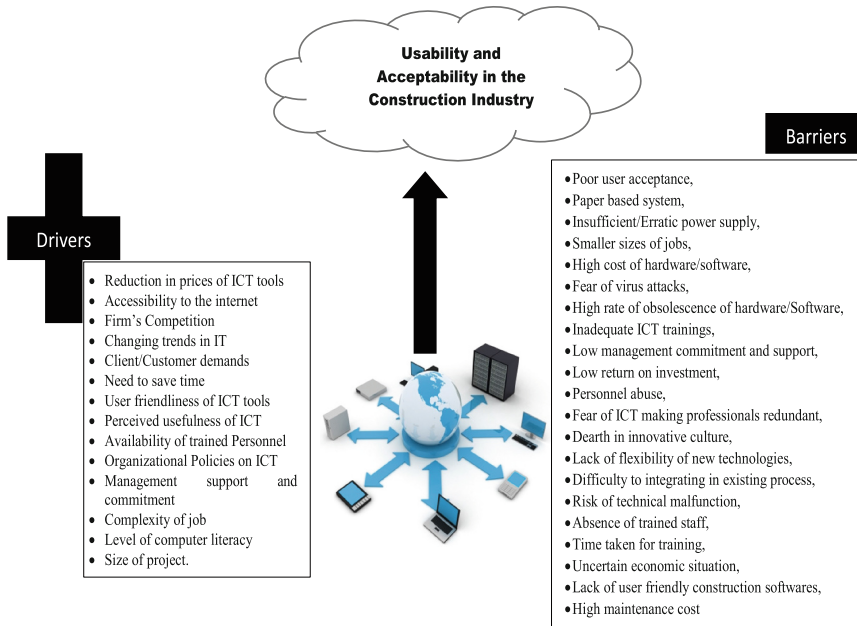 Usability and
Acceptability in the
Construction Industry
Barriers
Drivers
• Reduction in prices of ICT tools
• Accessibility to the internet
• Firm's Competition
• Changing trends in IT
• Client/Customer demands
• Need to save time
• User friendliness of ICT tools
• Perceived usefulness of ICT
• Availability of trained Personnel
• Organizational Policies on ICT
• Management support and
commitment
• Complexity of job
• Level of computer literacy
• Size of project.
• Poor user acceptance,
• Paper based system,
• Insufficient/Erratic power supply,
• Smaller sizes of jobs,
• High cost of hardware/software,
• Fear of virus attacks,
• High rate of obsolescence of hardware/Software,
• Inadequate ICT trainings,
• Low management commitment and support,
• Low return on investment,
• Personnel abuse,
• Fear of ICT making professionals redundant,
• Dearth in innovative culture,
• Lack of flexibility of new technologies,
• Difficulty to integrating in existing process,
• Risk of technical malfunction,
• Absence of trained staff,
• Time taken for training,
• Uncertain economic situation,
• Lack of user friendly construction softwares,
• High maintenance cost